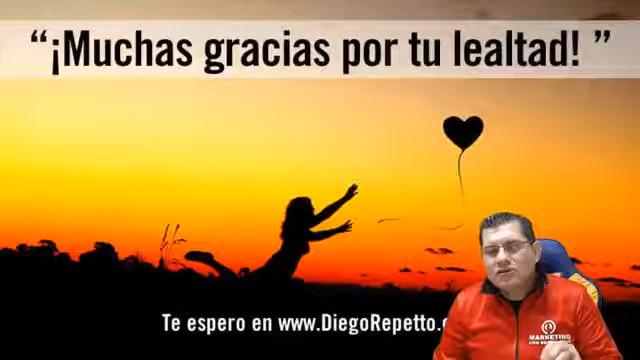 “¡Muchas gracias por tu lealtad! ”
Te espero en www.DiegoRepetto.
MARKETING